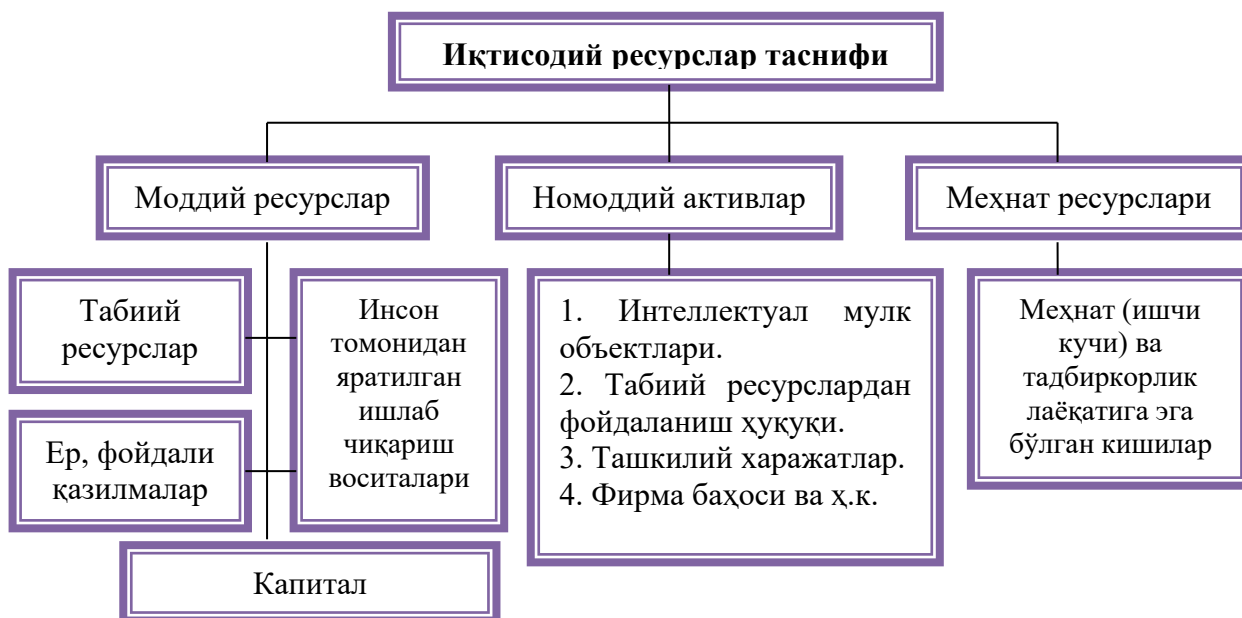 Иқтисодий ресурслар таснифи
Моддий ресурслар
Номоддий активлар
Меҳнат ресурслари
Табиий
ресурслар
Инсон
томонидан
яратилган
ишлаб
чиқариш
воситалари
Ер, фойдали
қазилмалар
Капитал
1. Интеллектуал мулк
объектлари.
2. Табиий ресурслардан
фойдаланиш ҳуқуқи.
3. Ташкилий харажатлар.
4. Фирма баҳоси ва ҳ.к.
Меҳнат (ишчи
кучи) ва
тадбиркорлик
лаёқатига эга
бўлган кишилар